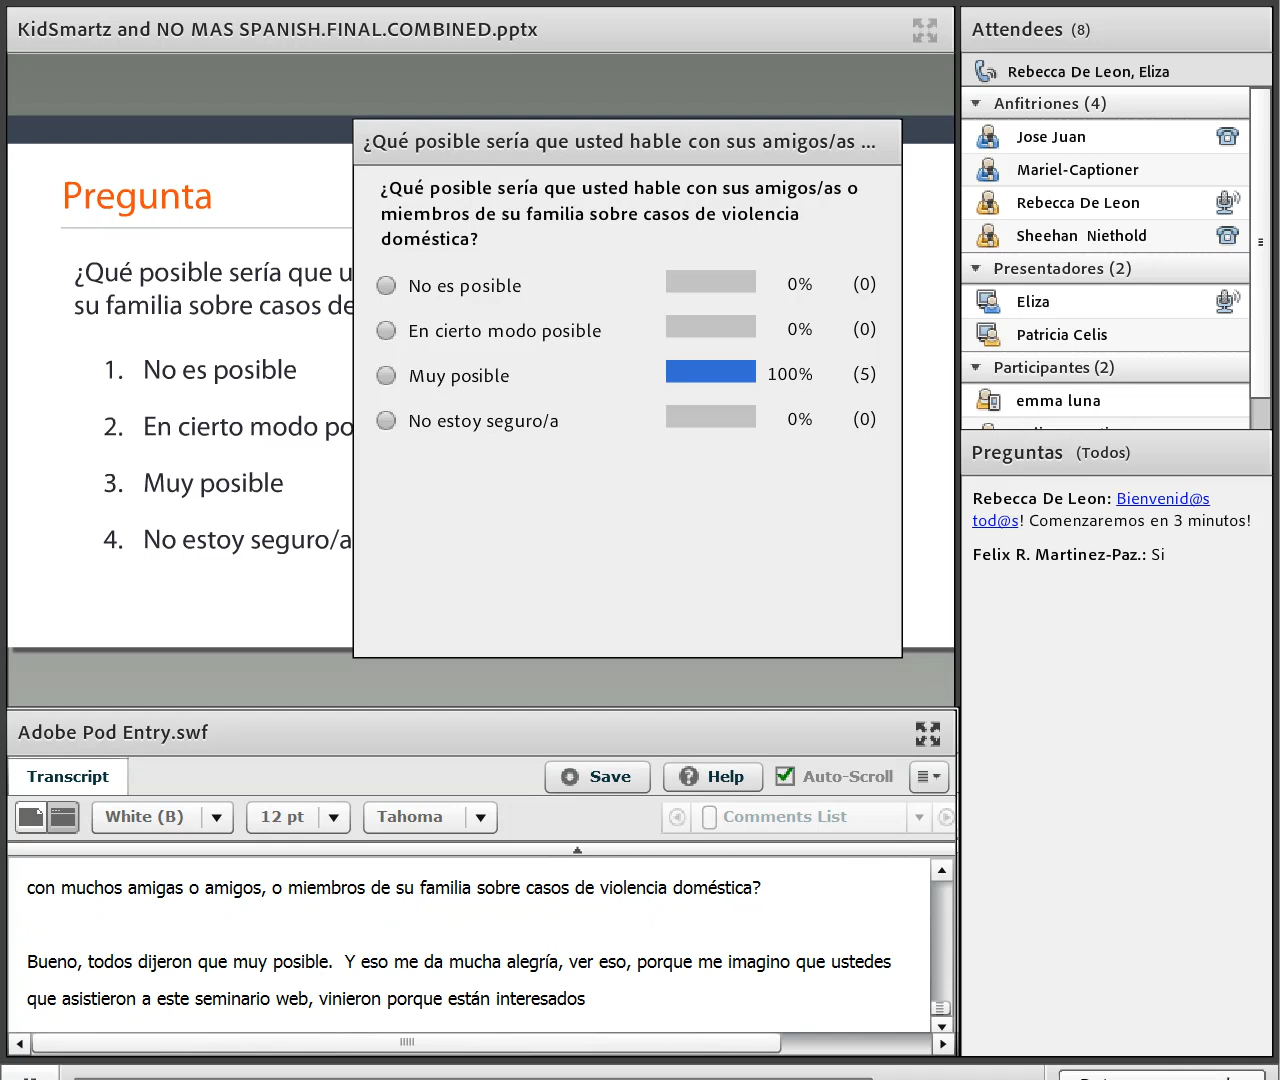 KidSmartz and NO MAS SPANISH.FINAL.COMBINED.pptx
Pregunta
¿Qué posible sería que u
su familia sobre casos de
1. No es posible
2. En cierto modo po
3. Muy posible
4. No estoy seguro/a
¿Qué posible sería que usted hable con sus amigos/as ...
¿Qué posible sería que usted hable con sus amigos/as o
miembros de su familia sobre casos de violencia
doméstica?
No es posible 0% (0)
En cierto modo posible 0% (0)
Muy posible 100% (5)
No estoy seguro/a 0% (0)
Attendees (8)
Rebecca De Leon, Eliza
Anfitriones (4)
Jose Juan
Mariel-Captioner
Rebecca De Leon
Sheehan Niethold
Presentadores (2)
Eliza
Patricia Celis
Participantes (2)
emma luna
Preguntas (Todos)
Rebecca De Leon: Bienvenid@s
tod@s! Comenzaremos en 3 minutos!
Felix R. Martinez-Paz.: Si
Adobe Pod Entry.swf
Transcript Save Help Auto-Scroll
White (B) 12 pt Tahoma Comments List
con muchos amigas o amigos, o miembros de su familia sobre casos de violencia doméstica?
Bueno, todos dijeron que muy posible. Y eso me da mucha alegría, ver eso, porque me imagino que ustedes
que asistieron a este seminario web, vinieron porque están interesados